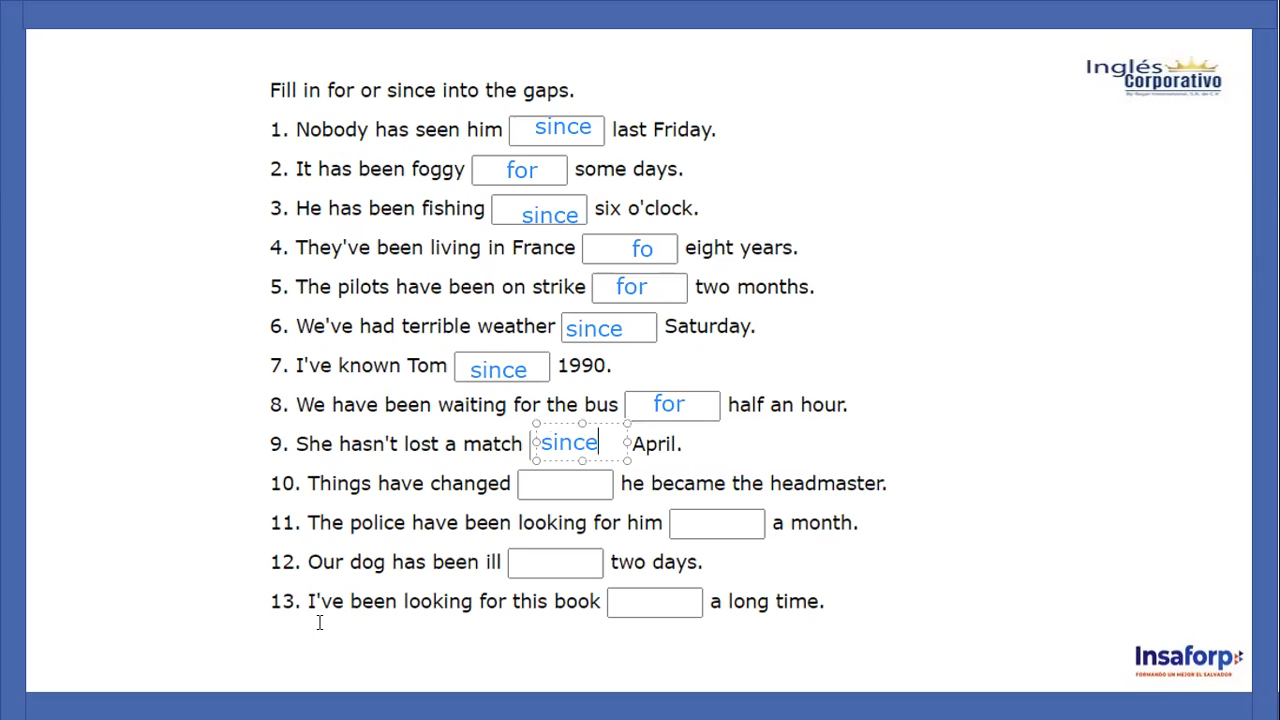 Inglés
Corporativo
Fill in for or since into the gaps.
1. Nobody has seen him since last Friday.
2. It has been foggy for some days.
3. He has been fishing since six o'clock.
4. They've been living in France fo eight years.
5. The pilots have been on strike for two months.
6. We've had terrible weather since Saturday.
7. I've known Tom since 1990.
8. We have been waiting for the bus for half an hour.
9. She hasn't lost a match since April.
10. Things have changed he became the headmaster.
11. The police have been looking for him a month.
12. Our dog has been ill two days.
13. I've been looking for this book a long time.
Insaforp
FORMANDO UN MEJOR EL SALVADOR